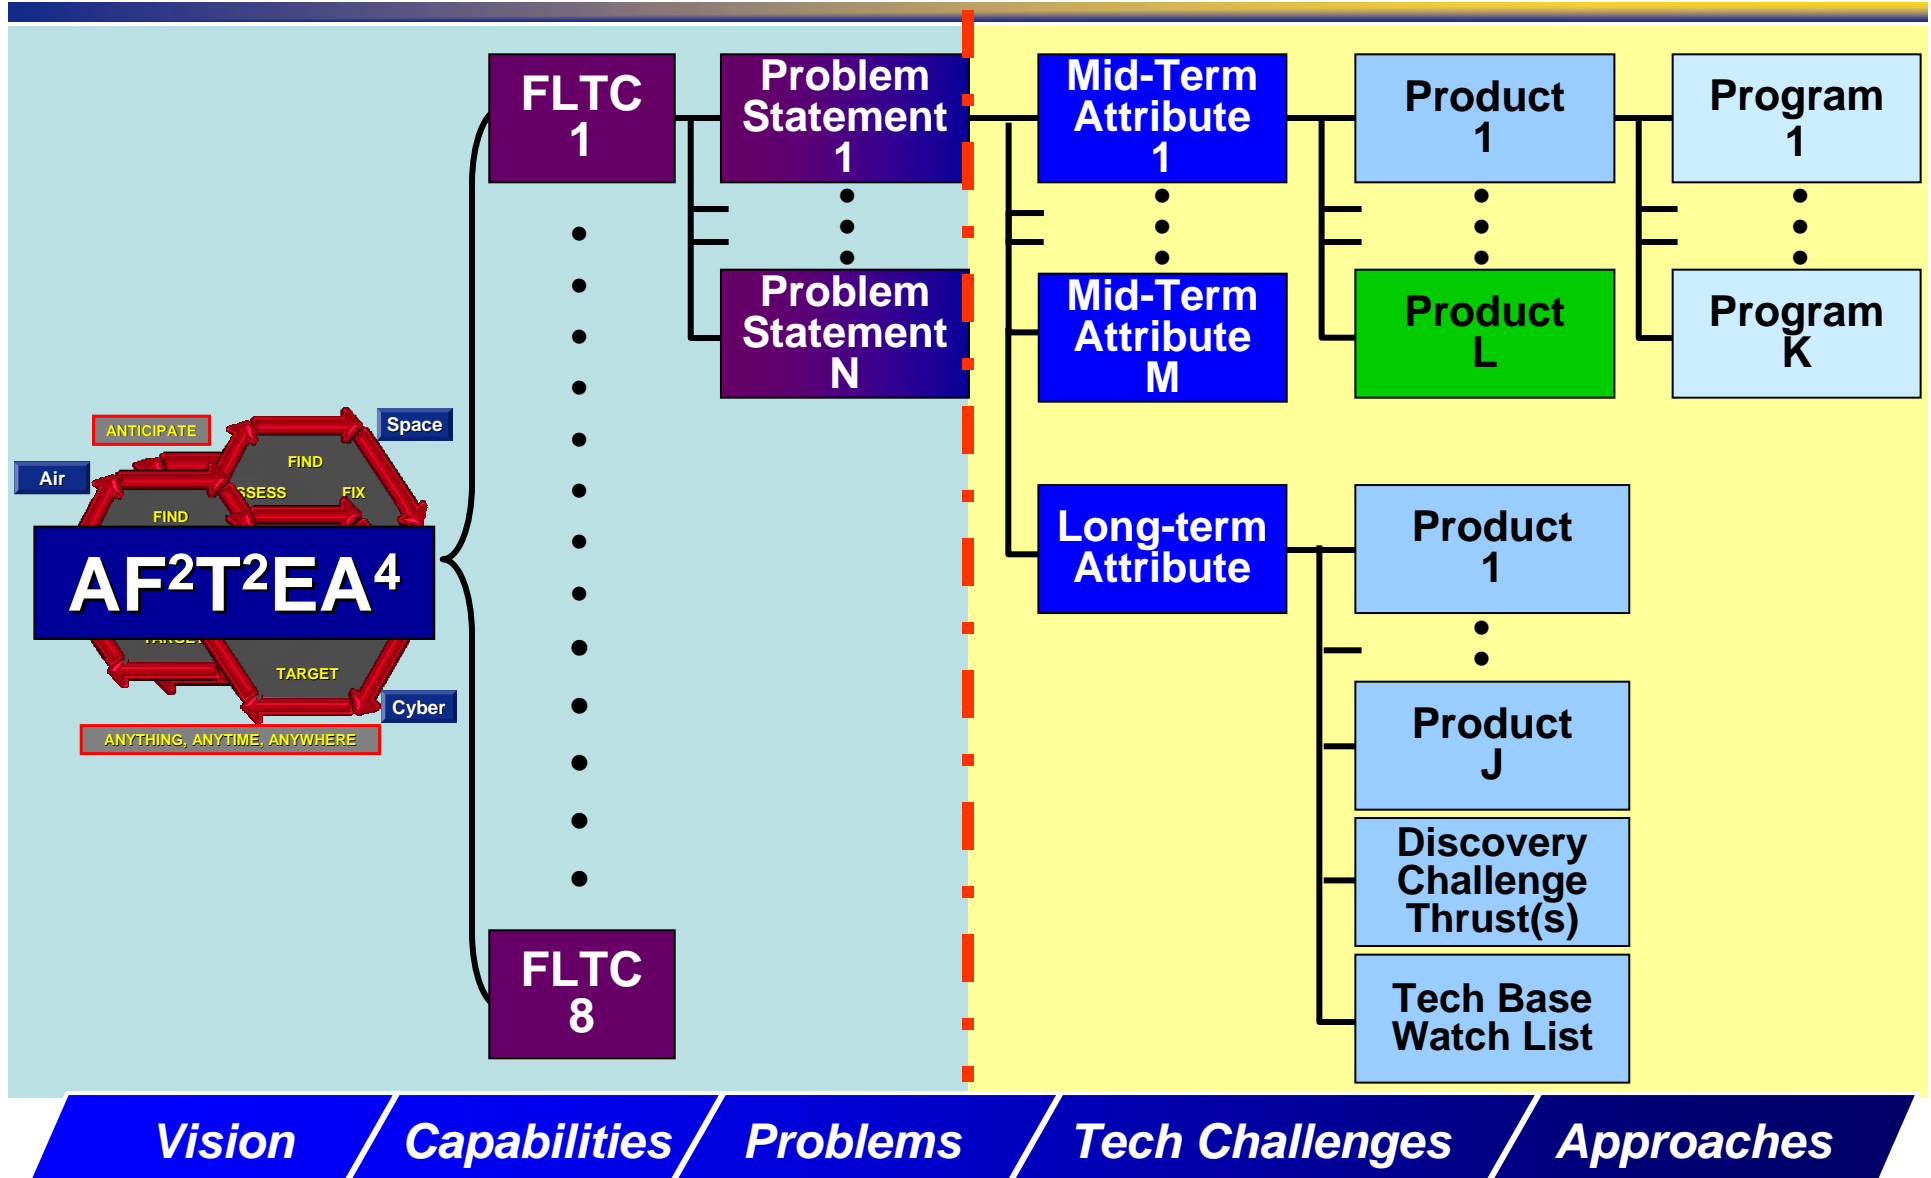 FLTC
1
Problem
Statement
1
Mid-Term
Attribute
1
Product
1
Program
1
Problem
Statement
N
Mid-Term
Attribute
M
Product
L
Program
K
ANTICIPATE
Space
Air
FIND
SSESS FIX
FIND
AF²T²EA⁴
TARGET
TARGET
Cyber
ANYTHING, ANYTIME, ANYWHERE
Long-term
Attribute
Product
1
Product
J
Discovery
Challenge
Thrust(s)
FLTC
8
Tech Base
Watch List
Vision
Capabilities
Problems
Tech Challenges
Approaches